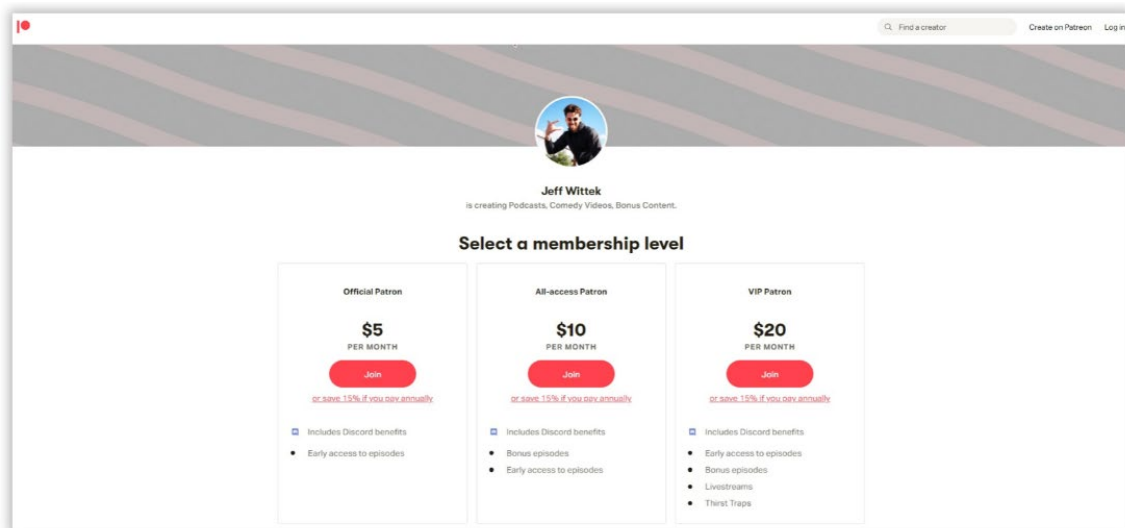 Find a creator
Create on Patreon
Log in
Jeff Wittek
is creating Podcasts, Comedy Videos, Bonus Content.
Select a membership level
Official Patron
$5
PER MONTH
Join
or save 15% if you pay annually
Includes Discord benefits
Early access to episodes
All-access Patron
$10
PER MONTH
Join
or save 15% if you pay annually
Includes Discord benefits
Bonus episodes
Early access to episodes
VIP Patron
$20
PER MONTH
Join
or save 15% if you pay annually
Includes Discord benefits
Early access to episodes
Bonus episodes
Livestreams
Thirst Traps